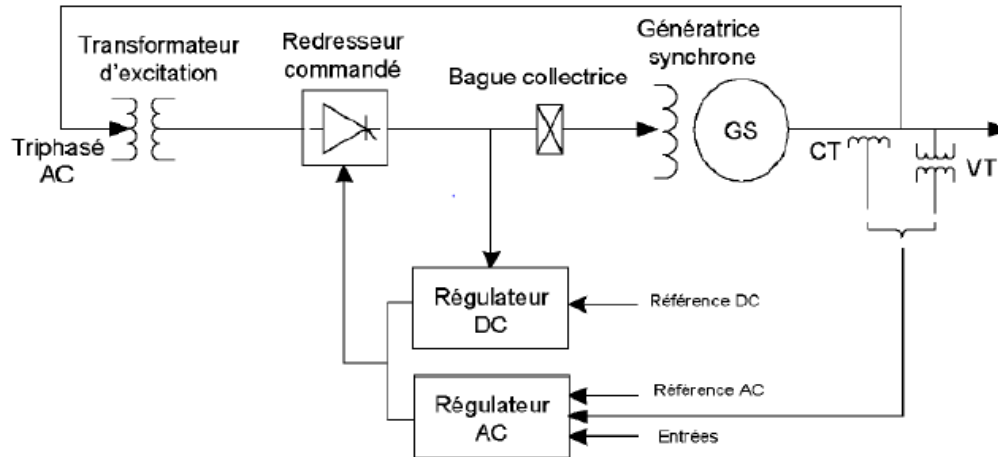 Transformateur
d'excitation
Redresseur
commandé
Bague collectrice
Génératrice
synchrone
GS
Triphasé
AC
CT
VT
Régulateur
DC
Référence DC
Régulateur
AC
Référence AC
Entrées